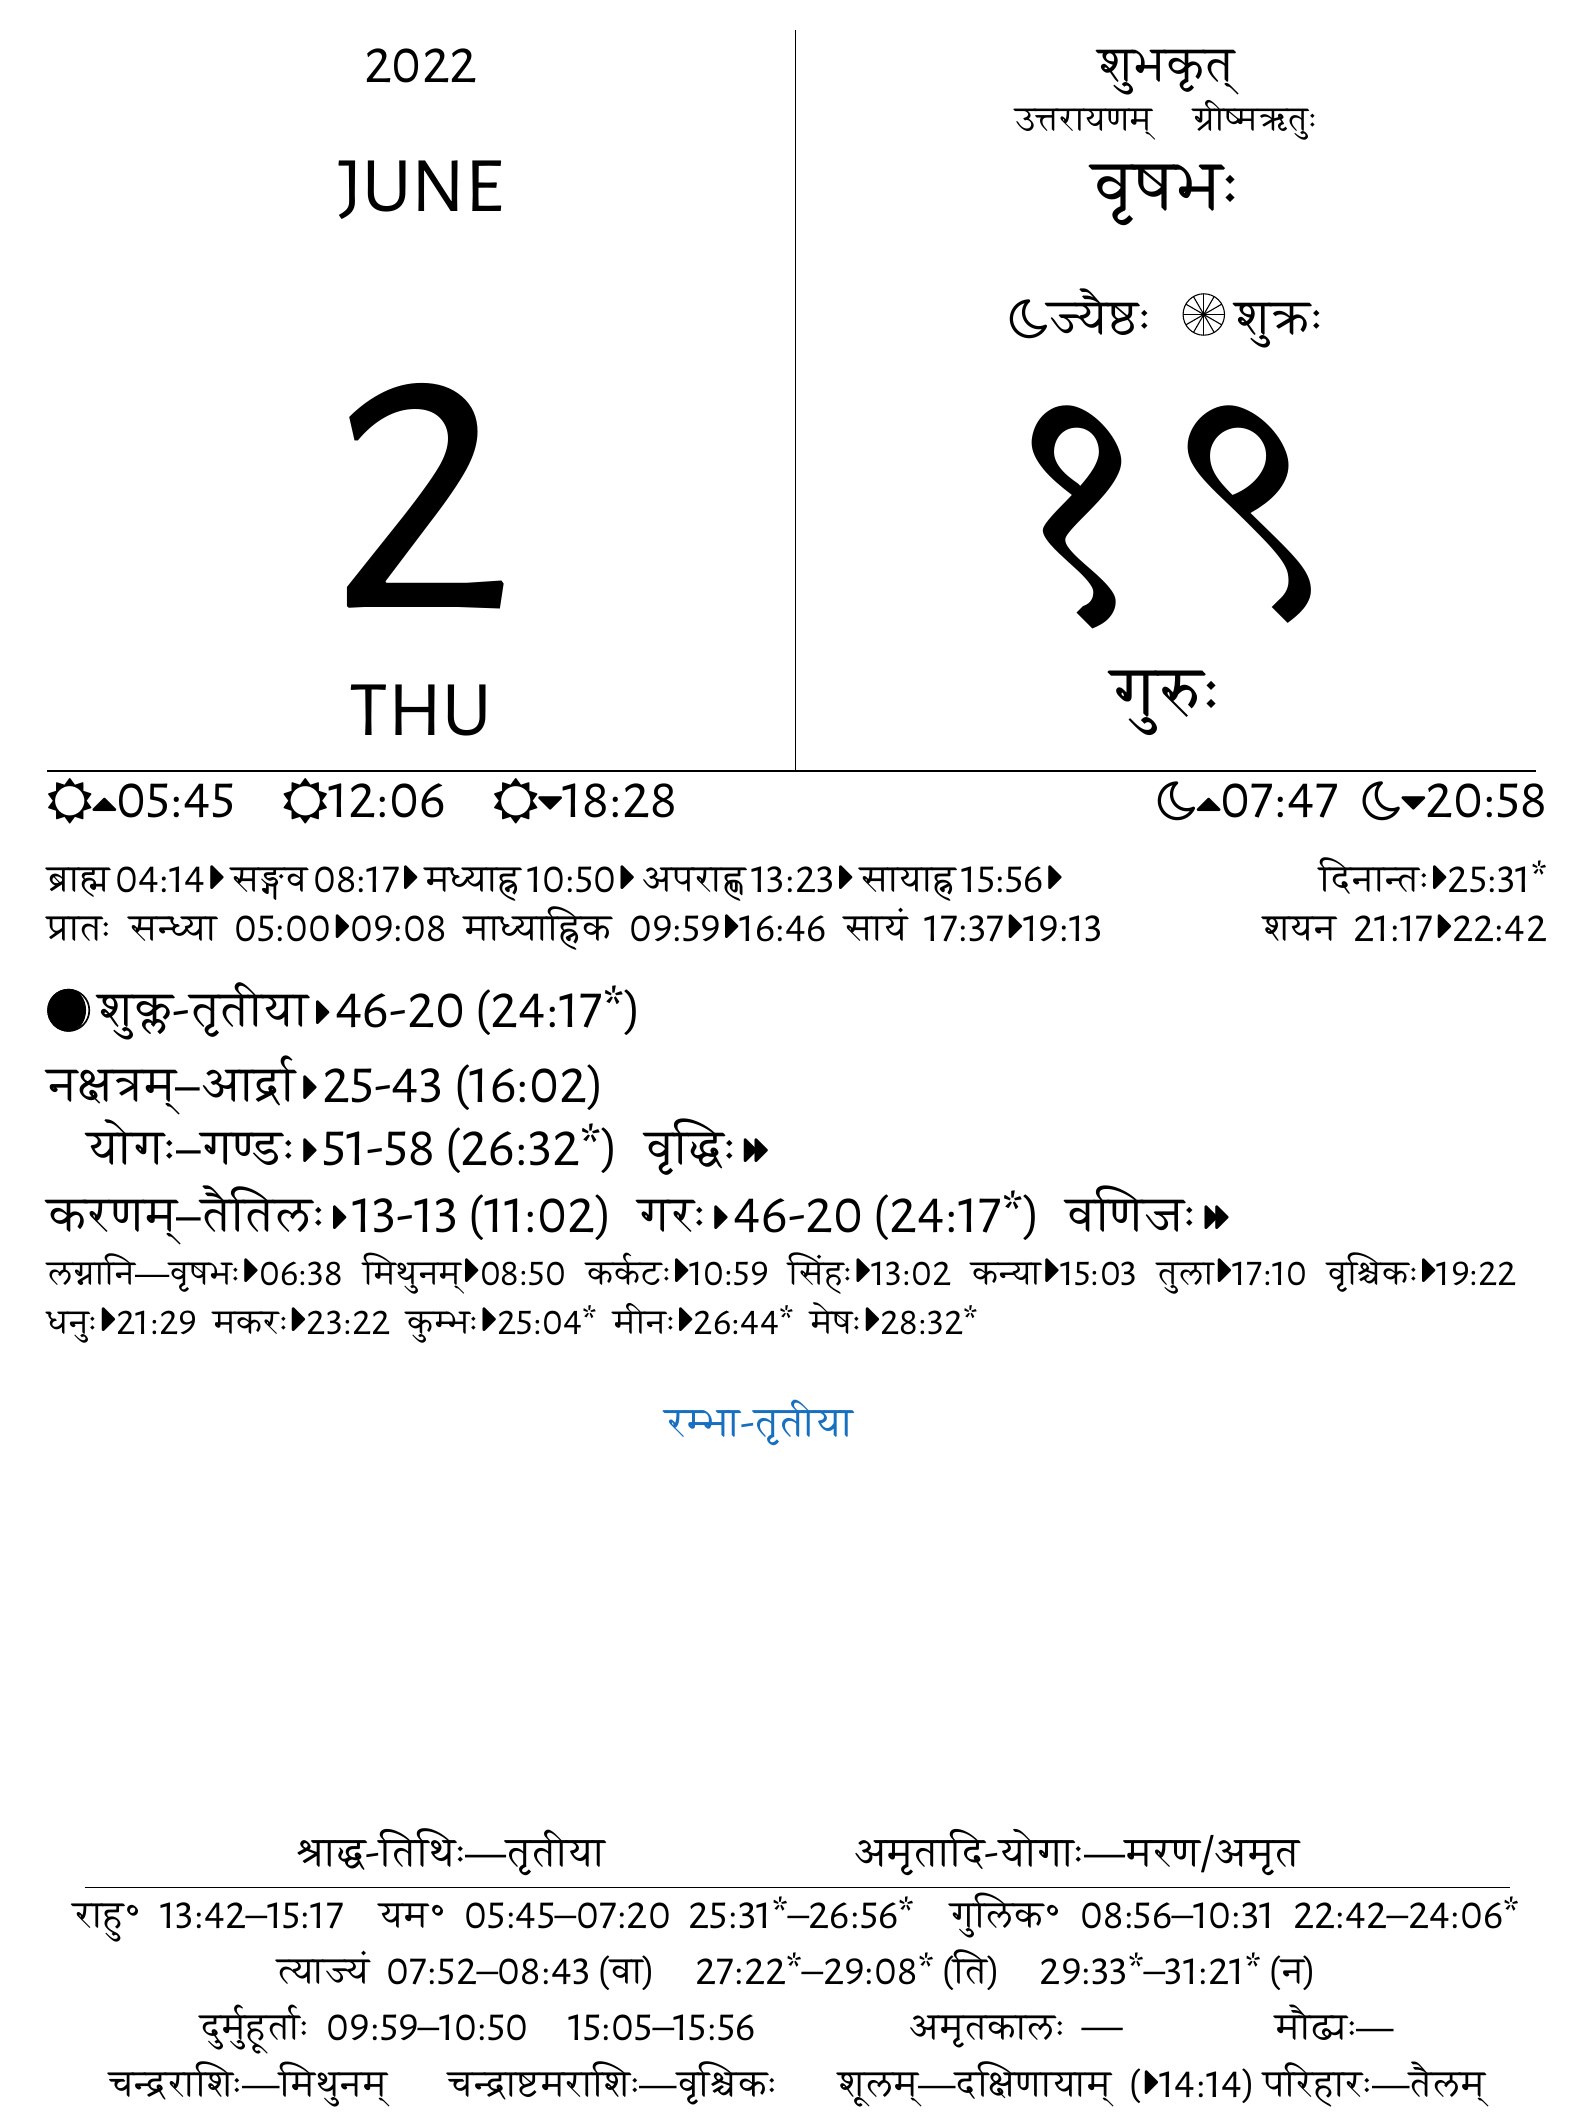 2022
JUNE
2
THU
शुभकृत्
उत्तरायणम् ग्रीष्मऋतुः
वृषभः
ज्यैष्ठः शुक्रः
१९
गुरुः
05:45 12:06 18:28 07:47 20:58
ब्राह्म 04:14 सङ्गव 08:17 मध्याह्न 10:50 अपराह्ण 13:23 सायाह्न 15:56 दिनान्तः 25:31*
प्रातः सन्ध्या 05:00 09:08 माध्याह्निक 09:59 16:46 सायं 17:37 19:13 शयन 21:17 22:42
शुक्ल-तृतीया 46-20 (24:17*)
नक्षत्रम्–आर्द्रा 25-43 (16:02)
योगः–गण्डः 51-58 (26:32*) वृद्धिः
करणम्–तैतिलः 13-13 (11:02) गरः 46-20 (24:17*) वणिजः
लग्नानि—वृषभः 06:38 मिथुनम् 08:50 कर्कटः 10:59 सिंहः 13:02 कन्या 15:03 तुला 17:10 वृश्चिकः 19:22
धनुः 21:29 मकरः 23:22 कुम्भः 25:04* मीनः 26:44* मेषः 28:32*
रम्भा-तृतीया
श्राद्ध-तिथिः—तृतीया अमृतादि-योगाः—मरण/अमृत
राहु॰ 13:42–15:17 यम॰ 05:45–07:20 25:31*–26:56* गुलिक॰ 08:56–10:31 22:42–24:06*
त्याज्यं 07:52–08:43 (वा) 27:22*–29:08* (ति) 29:33*–31:21* (न)
दुर्मुहूर्ताः 09:59–10:50 15:05–15:56 अमृतकालः — मौढ्यः—
चन्द्रराशिः—मिथुनम् चन्द्राष्टमराशिः—वृश्चिकः शूलम्—दक्षिणायाम् (14:14) परिहारः—तैलम्